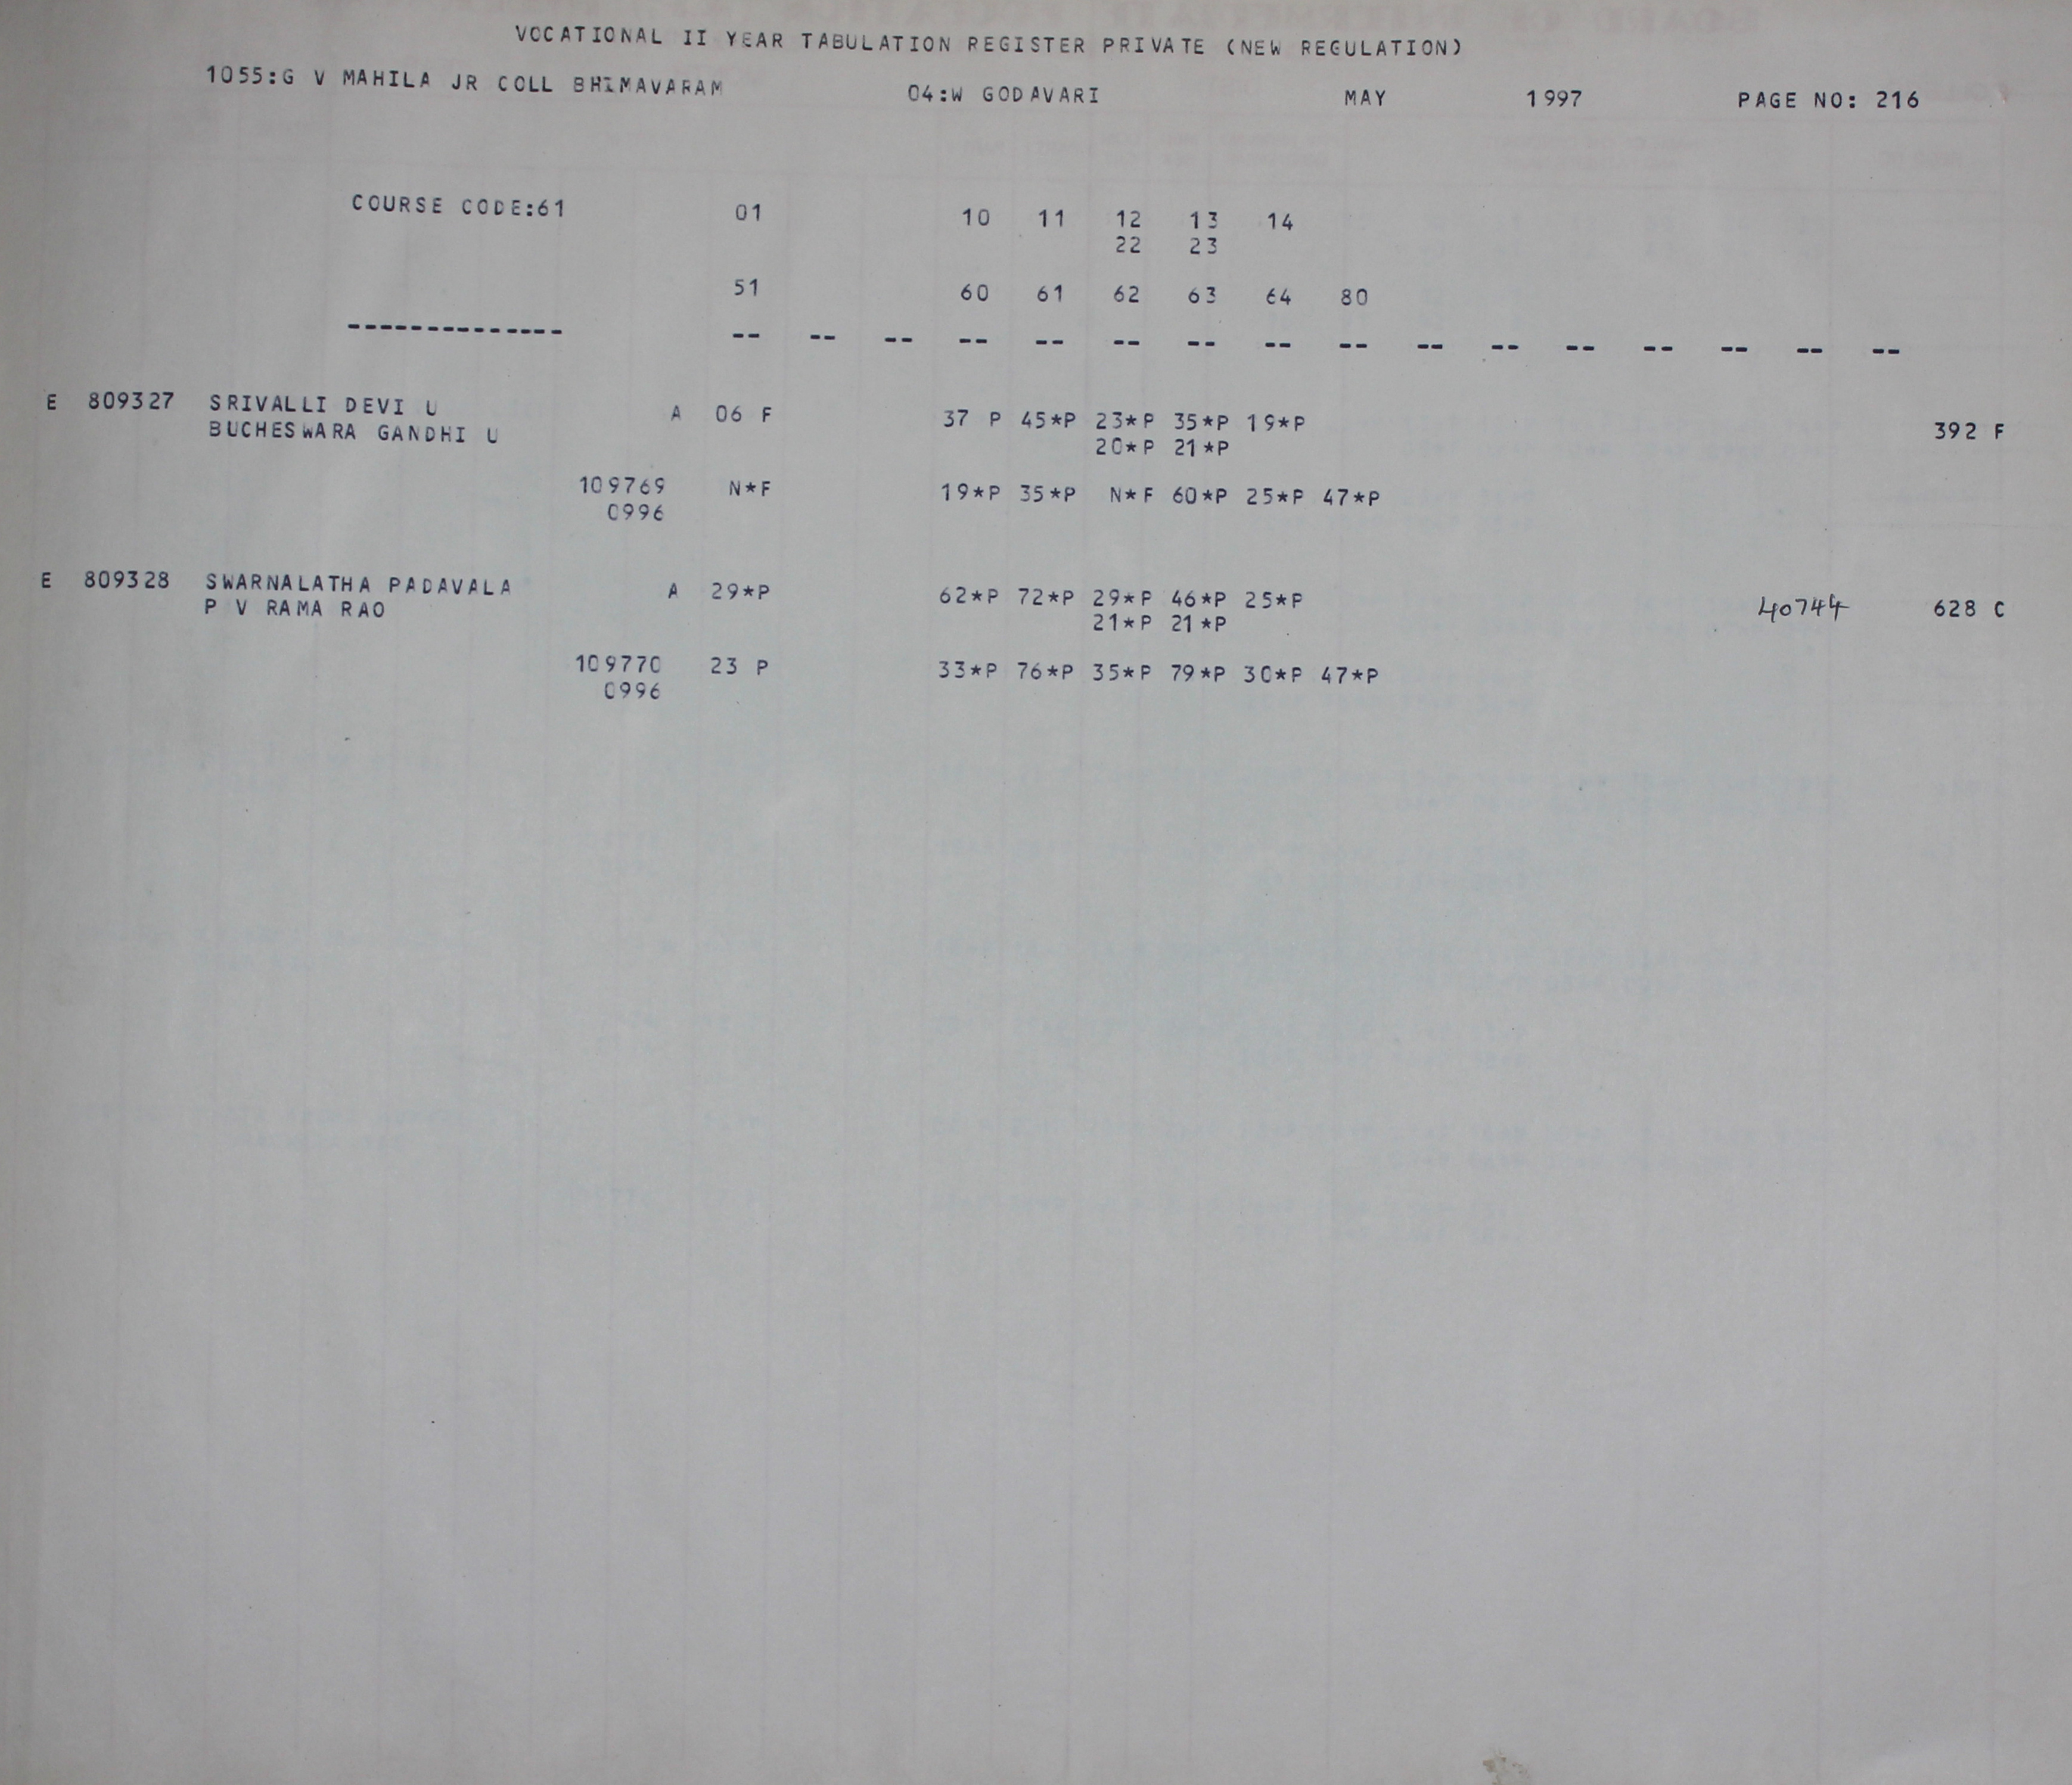 VOCATIONAL II YEAR TABULATION REGISTER PRIVATE (NEW REGULATION)
1055:G V MAHILA JR COLL BHIMAVARAM 04:W GODAVARI MAY 1997 PAGE NO: 216
COURSE CODE:61 01 10 11 12 13 14
22 23
51 60 61 62 63 64 80
-------------- -- -- -- -- -- -- -- -- -- -- -- -- -- -- -- --
E 809327 SRIVALLI DEVI U A 06 F 37 P 45*P 23*P 35*P 19*P
BUCHESWARA GANDHI U 20*P 21*P 392 F
109769 N*F 19*P 35*P N*F 60*P 25*P 47*P
0996
E 809328 SWARNALATHA PADAVALA A 29*P 62*P 72*P 29*P 46*P 25*P
P V RAMA RAO 21*P 21*P 40744 628 C
109770 23 P 33*P 76*P 35*P 79*P 30*P 47*P
0996